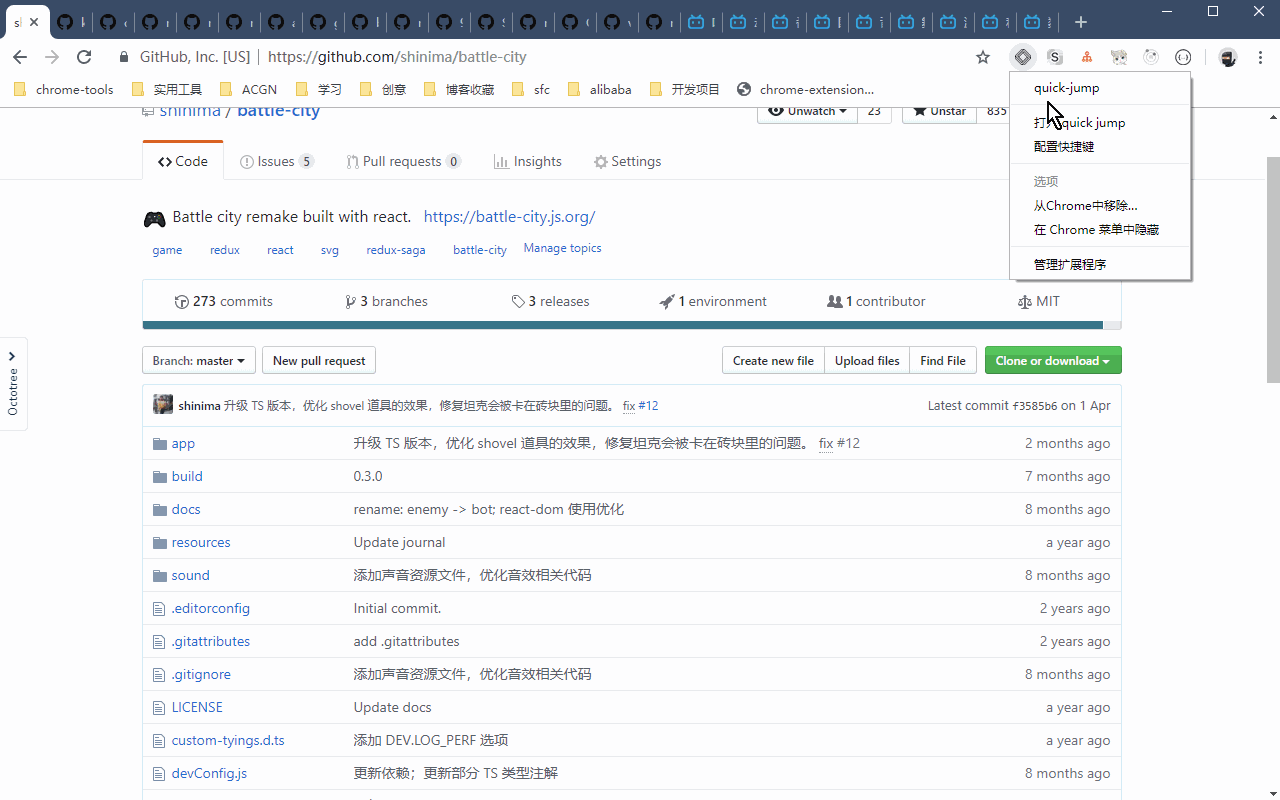 GitHub, Inc. [US] | https://github.com/shinima/battle-city
chrome-tools 实用工具 ACGN 学习 创意 博客收藏 sfc alibaba 开发项目 chrome-extension...
quick-jump
quick jump
配置快捷键
选项
从Chrome中移除...
在 Chrome 菜单中隐藏
管理扩展程序
shinima / battle-city
Unwatch 23 Unstar 835
Code Issues 5 Pull requests 0 Insights Settings
Battle city remake built with react. https://battle-city.js.org/
game redux react svg redux-saga battle-city Manage topics
273 commits 3 branches 3 releases 1 environment 1 contributor MIT
Branch: master New pull request Create new file Upload files Find File Clone or download
Octotree
shinima 升级 TS 版本，优化 shovel 道具的效果，修复坦克会被卡在砖块里的问题。 fix #12 Latest commit f3585b6 on 1 Apr
app 升级 TS 版本，优化 shovel 道具的效果，修复坦克会被卡在砖块里的问题。 fix #12 2 months ago
build 0.3.0 7 months ago
docs rename: enemy -> bot; react-dom 使用优化 8 months ago
resources Update journal a year ago
sound 添加声音资源文件，优化音效相关代码 8 months ago
.editorconfig Initial commit. 2 years ago
.gitattributes add .gitattributes 2 years ago
.gitignore 添加声音资源文件，优化音效相关代码 8 months ago
LICENSE Update docs a year ago
custom-tyings.d.ts 添加 DEV.LOG_PERF 选项 a year ago
devConfig.js 更新依赖；更新部分 TS 类型注解 8 months ago